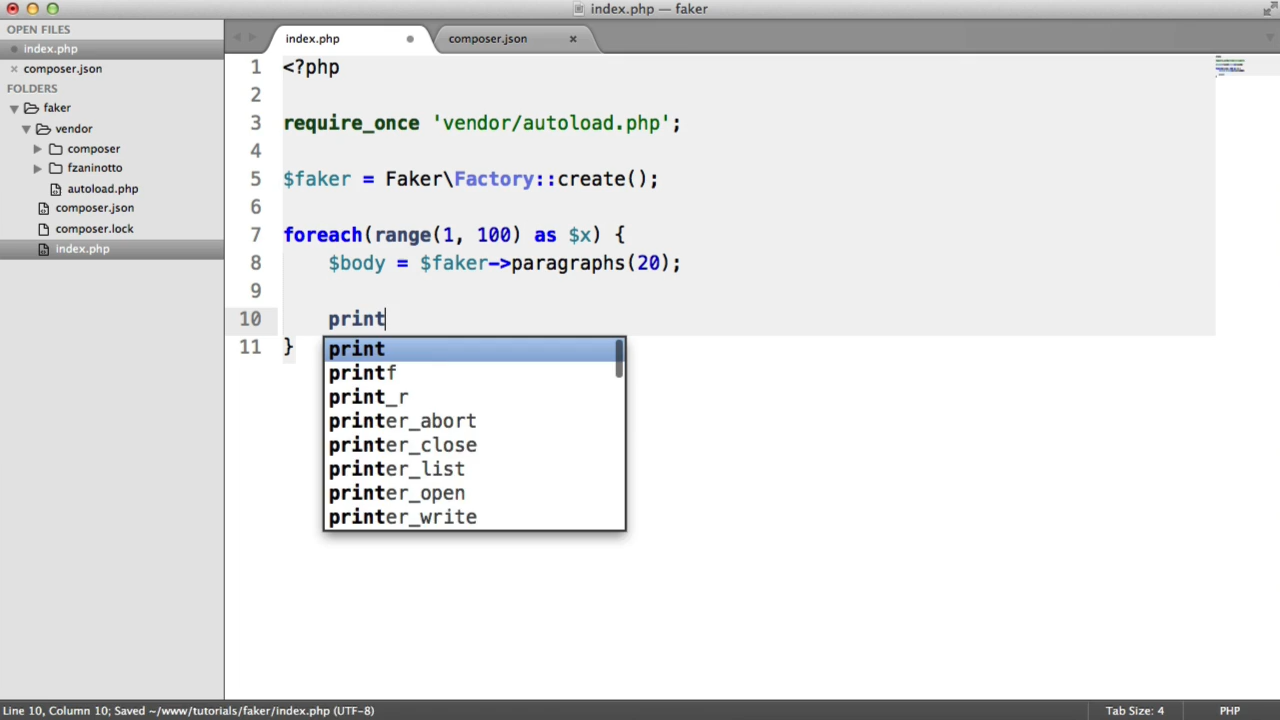 index.php — faker
OPEN FILES
index.php
composer.json
FOLDERS
faker
vendor
composer
fzaninotto
autoload.php
composer.json
composer.lock
index.php
index.php
composer.json
1 <?php
2
3 require_once 'vendor/autoload.php';
4
5 $faker = Faker\Factory::create();
6
7 foreach(range(1, 100) as $x) {
8 $body = $faker->paragraphs(20);
9
10 print
11 }
print
printf
print_r
printer_abort
printer_close
printer_list
printer_open
printer_write
Line 10, Column 10; Saved ~/www/tutorials/faker/index.php (UTF-8)
Tab Size: 4
PHP